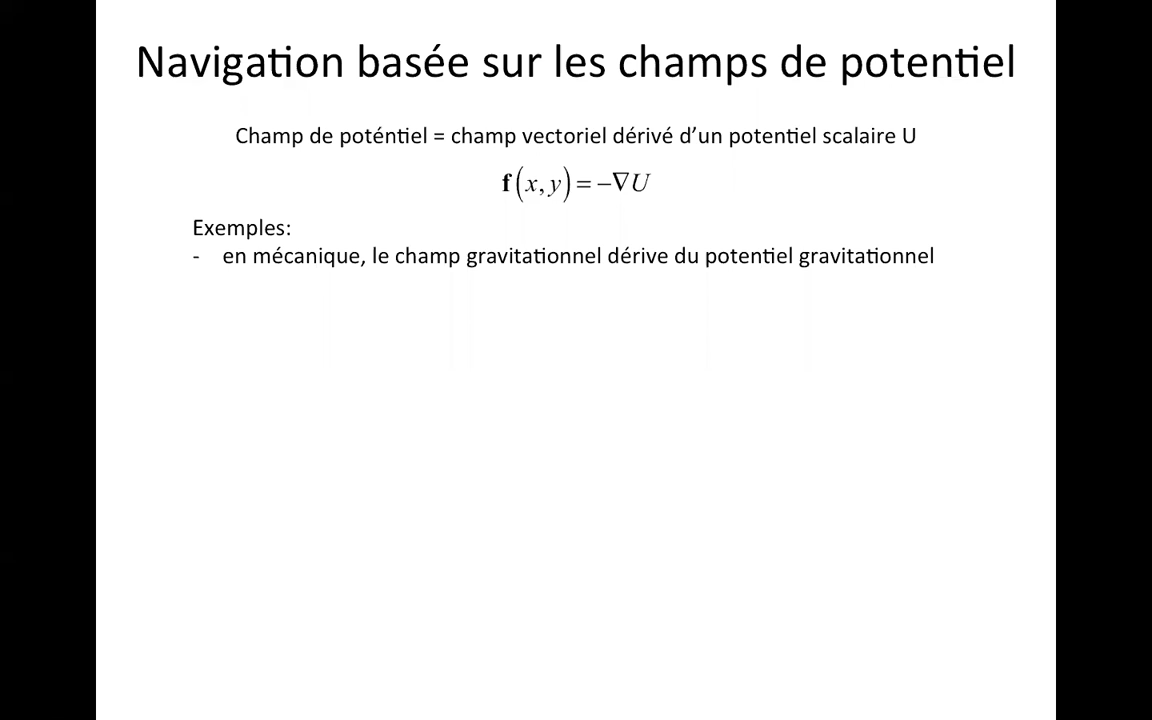 Navigation basée sur les champs de potentiel
Champ de poténtiel = champ vectoriel dérivé d’un potentiel scalaire U
f(x, y) = −∇U
Exemples:
- en mécanique, le champ gravitationnel dérive du potentiel gravitationnel